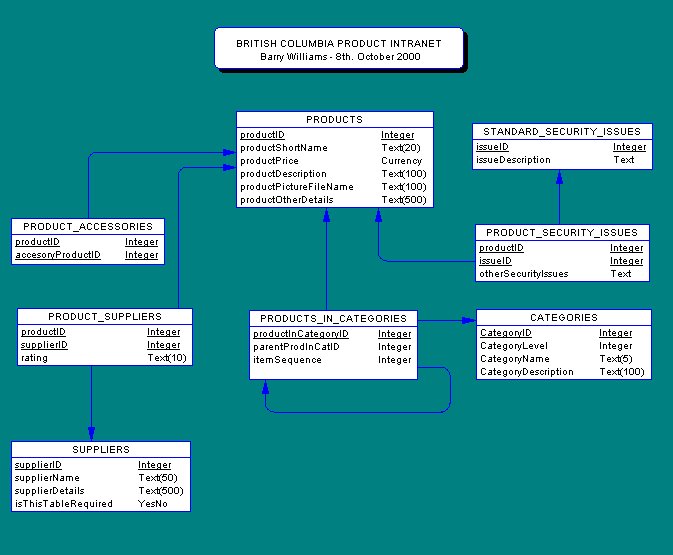 BRITISH COLUMBIA PRODUCT INTRANET
Barry Williams - 8th. October 2000
PRODUCTS
productID Integer
productShortName Text(20)
productPrice Currency
productDescription Text(100)
productPictureFileName Text(100)
productOtherDetails Text(500)
STANDARD_SECURITY_ISSUES
issueID Integer
issueDescription Text
PRODUCT_ACCESSORIES
productID Integer
accesoryProductID Integer
PRODUCT_SECURITY_ISSUES
productID Integer
issueID Integer
otherSecurityIssues Text
PRODUCT_SUPPLIERS
productID Integer
supplierID Integer
rating Text(10)
PRODUCTS_IN_CATEGORIES
productInCategoryID Integer
parentProdInCatID Integer
itemSequence Integer
CATEGORIES
CategoryID Integer
CategoryLevel Integer
CategoryName Text(5)
CategoryDescription Text(100)
SUPPLIERS
supplierID Integer
supplierName Text(50)
supplierDetails Text(500)
isThisTableRequired YesNo